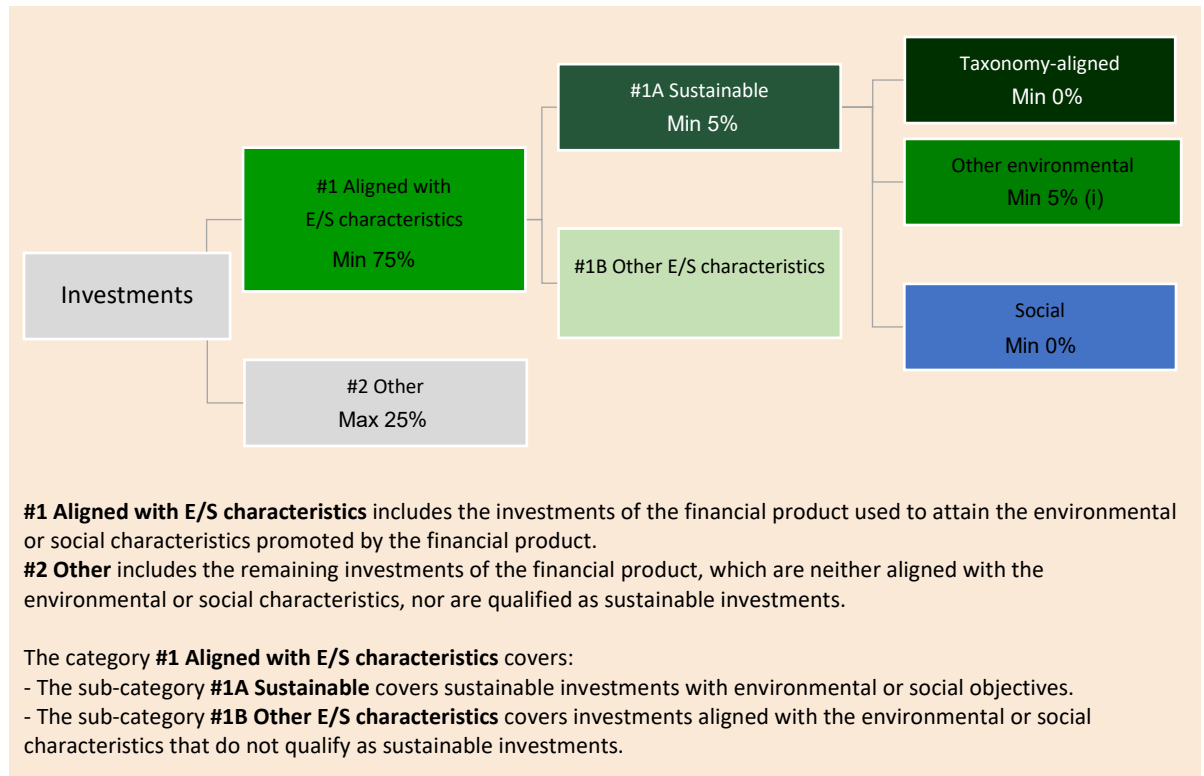 Taxonomy-aligned
Min 0%
#1A Sustainable
Min 5%
Other environmental
Min 5% (i)
#1 Aligned with
E/S characteristics
Min 75%
#1B Other E/S characteristics
Investments
Social
Min 0%
#2 Other
Max 25%
#1 Aligned with E/S characteristics includes the investments of the financial product used to attain the environmental
or social characteristics promoted by the financial product.
#2 Other includes the remaining investments of the financial product, which are neither aligned with the
environmental or social characteristics, nor are qualified as sustainable investments.
The category #1 Aligned with E/S characteristics covers:
- The sub-category #1A Sustainable covers sustainable investments with environmental or social objectives.
- The sub-category #1B Other E/S characteristics covers investments aligned with the environmental or social
characteristics that do not qualify as sustainable investments.